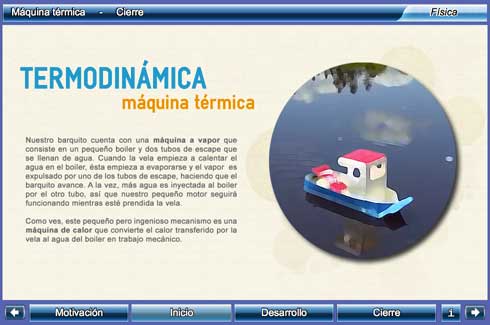 Máquina térmica - Cierre Física
TERMODINÁMICA
máquina térmica
Nuestro barquito cuenta con una máquina a vapor que
consiste en un pequeño boiler y dos tubos de escape que
se llenan de agua. Cuando la vela empieza a calentar el
agua en el boiler, ésta empieza a evaporarse y el vapor es
expulsado por uno de los tubos de escape, haciendo que el
barquito avance. A la vez, más agua es inyectada al boiler
por el otro tubo, así que nuestro pequeño motor seguirá
funcionando mientras esté prendida la vela.
Como ves, este pequeño pero ingenioso mecanismo es una
máquina de calor que convierte el calor transferido por la
vela al agua del boiler en trabajo mecánico.
Motivación Inicio Desarrollo Cierre i